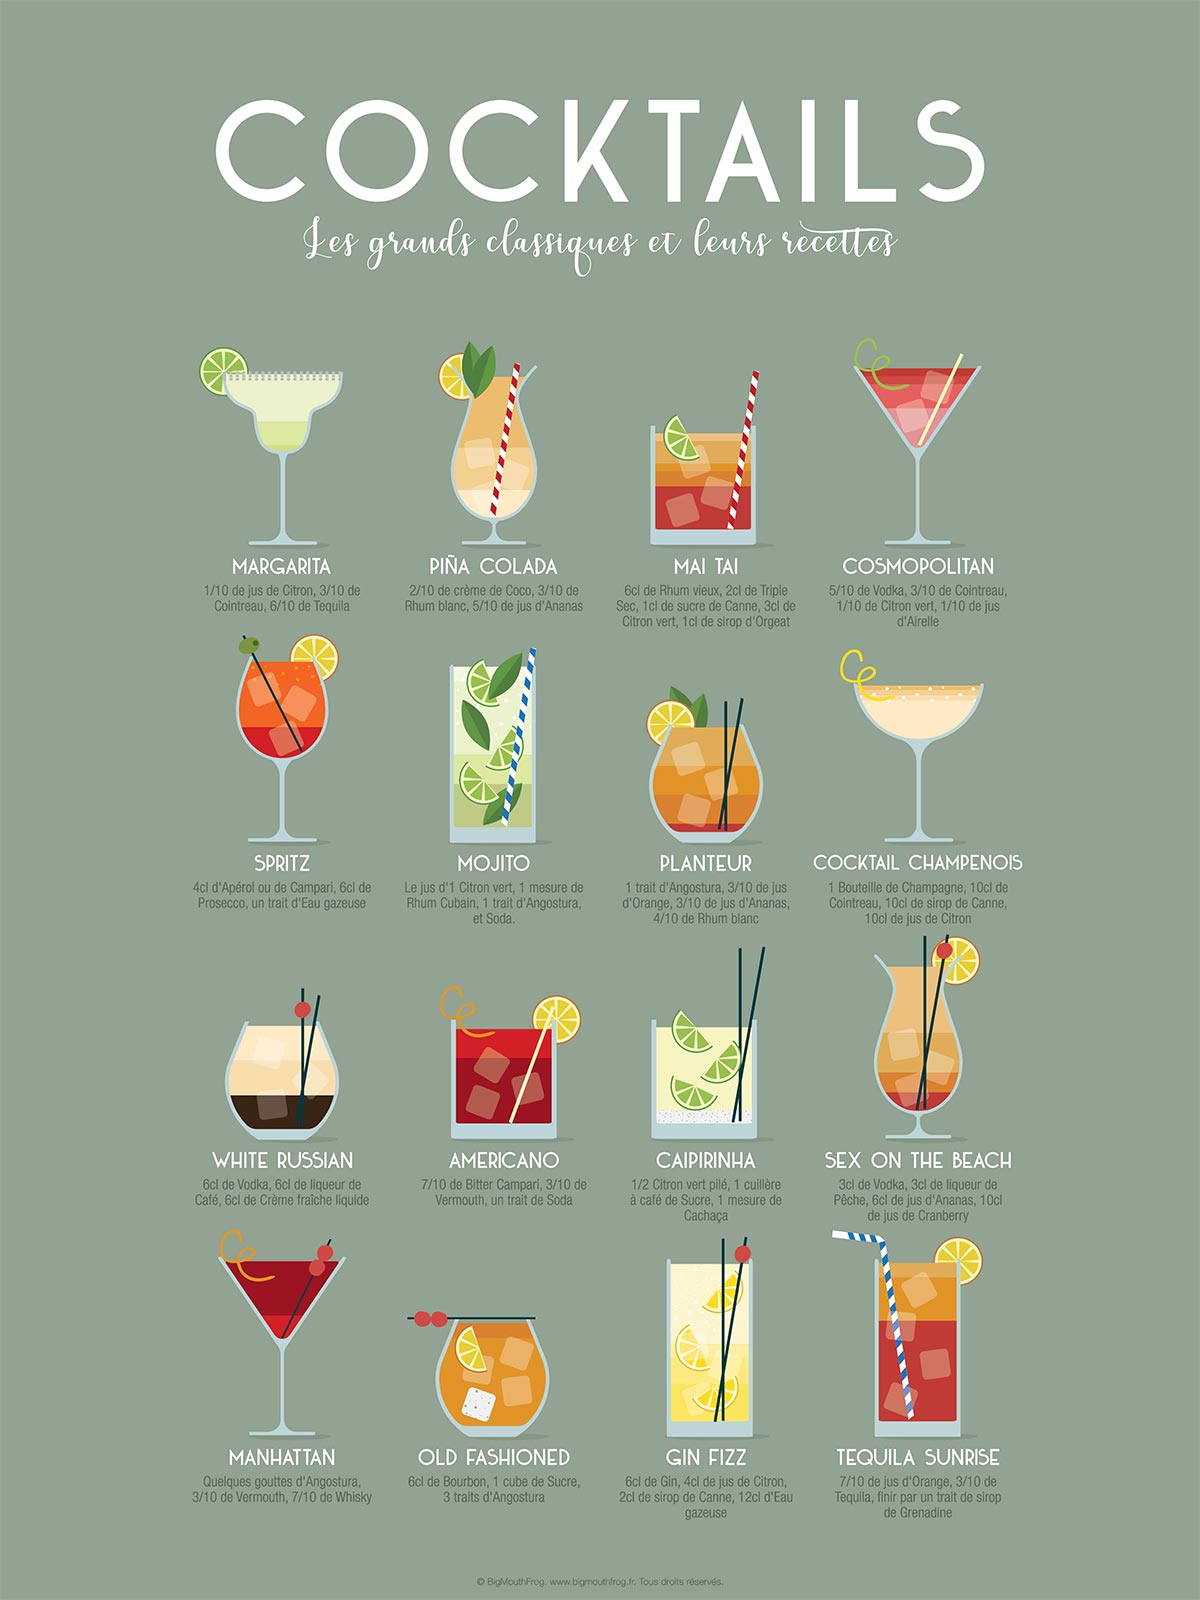 COCKTAILS
Les grands classiques et leurs recettes
MARGARITA
1/10 de jus de Citron, 3/10 de
Cointreau, 6/10 de Tequila
PIÑA COLADA
2/10 de crème de Coco, 3/10 de
Rhum blanc, 5/10 de jus d'Ananas
MAI TAI
6cl de Rhum vieux, 2cl de Triple
Sec, 1cl de sucre de Canne, 3cl de
Citron vert, 1cl de sirop d'Orgeat
COSMOPOLITAN
5/10 de Vodka, 3/10 de Cointreau,
1/10 de Citron vert, 1/10 de jus
d'Airelle
SPRITZ
4cl d'Apérol ou de Campari, 6cl de
Prosecco, un trait d'Eau gazeuse
MOJITO
Le jus d'1 Citron vert, 1 mesure de
Rhum Cubain, 1 trait d'Angostura,
et Soda.
PLANTEUR
1 trait d'Angostura, 3/10 de jus
d'Orange, 3/10 de jus d'Ananas,
4/10 de Rhum blanc
COCKTAIL CHAMPENOIS
1 Bouteille de Champagne, 10cl de
Cointreau, 10cl de sirop de Canne,
10cl de jus de Citron
WHITE RUSSIAN
6cl de Vodka, 6cl de liqueur de
Café, 6cl de Crème fraîche liquide
AMERICANO
7/10 de Bitter Campari, 3/10 de
Vermouth, un trait de Soda
CAIPIRINHA
1/2 Citron vert pilé, 1 cuillère
à café de Sucre, 1 mesure de
Cachaça
SEX ON THE BEACH
3cl de Vodka, 3cl de liqueur de
Pêche, 6cl de jus d'Ananas, 10cl
de jus de Cranberry
MANHATTAN
Quelques gouttes d'Angostura,
3/10 de Vermouth, 7/10 de Whisky
OLD FASHIONED
6cl de Bourbon, 1 cube de Sucre,
3 traits d'Angostura
GIN FIZZ
6cl de Gin, 4cl de jus de Citron,
2cl de sirop de Canne, 12cl d'Eau
gazeuse
TEQUILA SUNRISE
7/10 de jus d'Orange, 3/10 de
Tequila, finir par un trait de sirop
de Grenadine
© BigMouthFrog. www.bigmouthfrog.fr. Tous droits réservés.